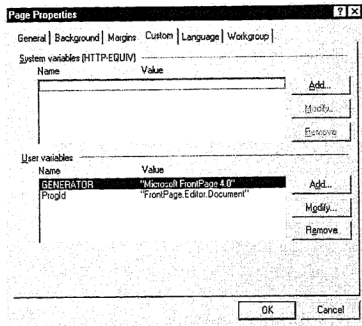 Page Properties
General Background Margins Custom Language Workgroup
System variables (HTTP-EQUIV)
Name Value
Add...
Modify...
Remove
User variables
Name Value
GENERATOR "Microsoft FrontPage 4.0"
ProgId "FrontPage.Editor.Document"
Add...
Modify...
Remove
OK Cancel